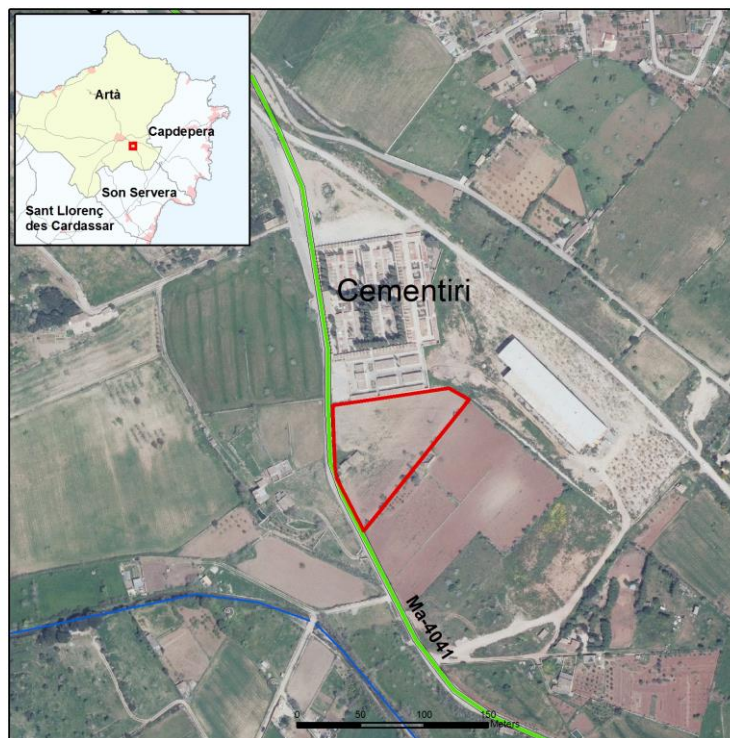 Artà
Capdepera
Son Servera
Sant Llorenç
des Cardassar
Cementiri
Ma-4041
0 50 100 150
Meters